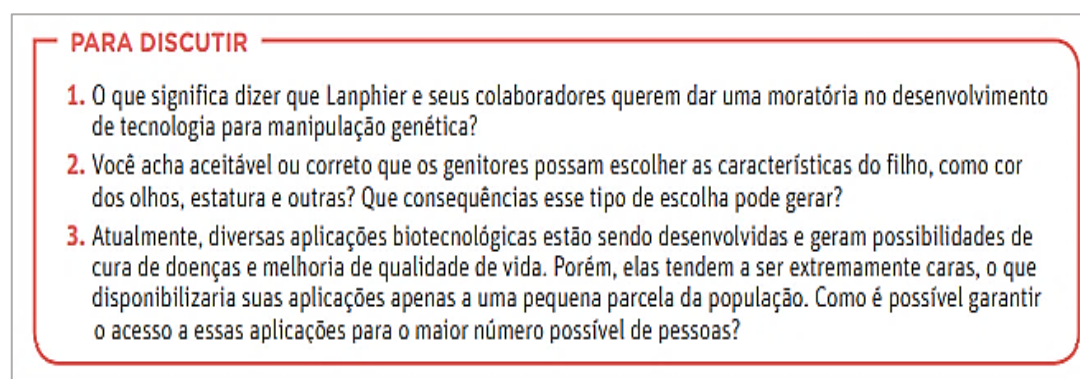 PARA DISCUTIR
1. O que significa dizer que Lanphier e seus colaboradores querem dar uma moratória no desenvolvimento
de tecnologia para manipulação genética?
2. Você acha aceitável ou correto que os genitores possam escolher as características do filho, como cor
dos olhos, estatura e outras? Que consequências esse tipo de escolha pode gerar?
3. Atualmente, diversas aplicações biotecnológicas estão sendo desenvolvidas e geram possibilidades de
cura de doenças e melhoria de qualidade de vida. Porém, elas tendem a ser extremamente caras, o que
disponibilizaria suas aplicações apenas a uma pequena parcela da população. Como é possível garantir
o acesso a essas aplicações para o maior número possível de pessoas?